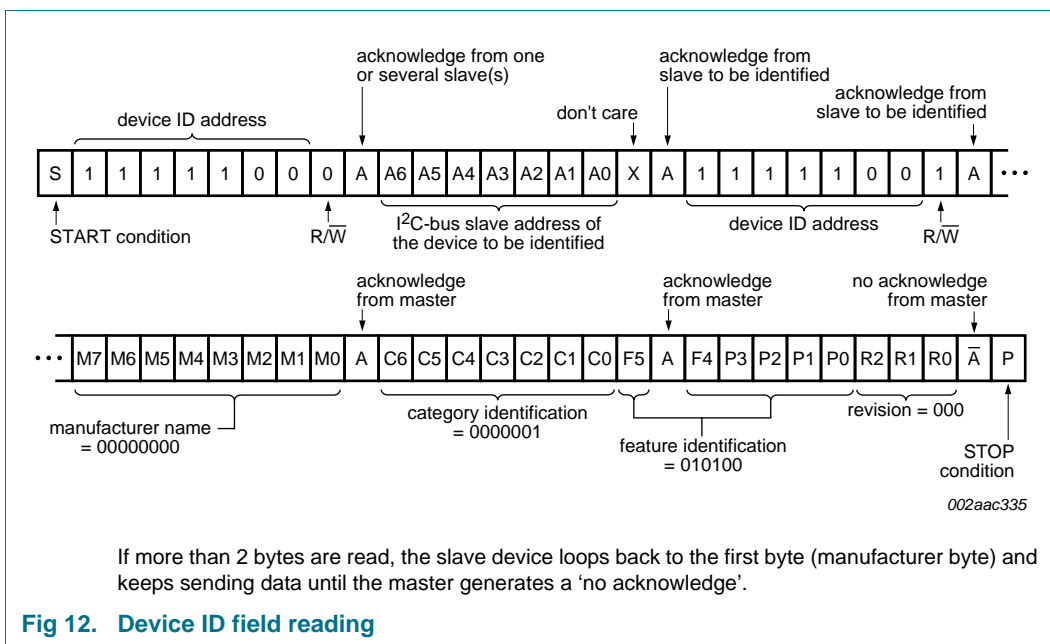 acknowledge from one
or several slave(s)
acknowledge from
slave to be identified
acknowledge from
slave to be identified
device ID address
don't care
S 1 1 1 1 1 0 0 0 A A6 A5 A4 A3 A2 A1 A0 X A 1 1 1 1 1 0 0 1 A •••
START condition
R/W̅
I²C-bus slave address of
the device to be identified
device ID address
R/W̅
acknowledge
from master
acknowledge
from master
no acknowledge
from master
••• M7 M6 M5 M4 M3 M2 M1 M0 A C6 C5 C4 C3 C2 C1 C0 F5 A F4 P3 P2 P1 P0 R2 R1 R0 A̅ P
manufacturer name
= 00000000
category identification
= 0000001
feature identification
= 010100
revision = 000
STOP
condition
002aac335
If more than 2 bytes are read, the slave device loops back to the first byte (manufacturer byte) and
keeps sending data until the master generates a ‘no acknowledge’.
Fig 12. Device ID field reading